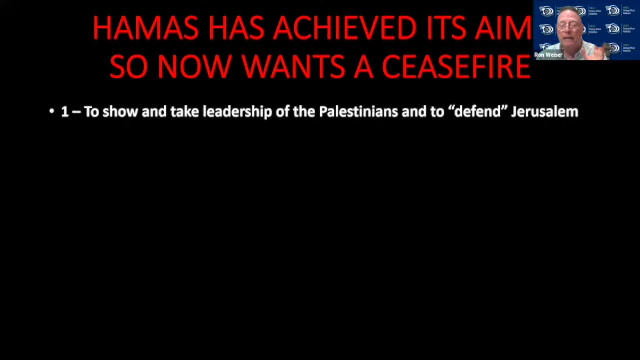 HAMAS HAS ACHIEVED ITS AIM
SO NOW WANTS A CEASEFIRE
• 1 – To show and take leadership of the Palestinians and to “defend” Jerusalem
Ron Weiser